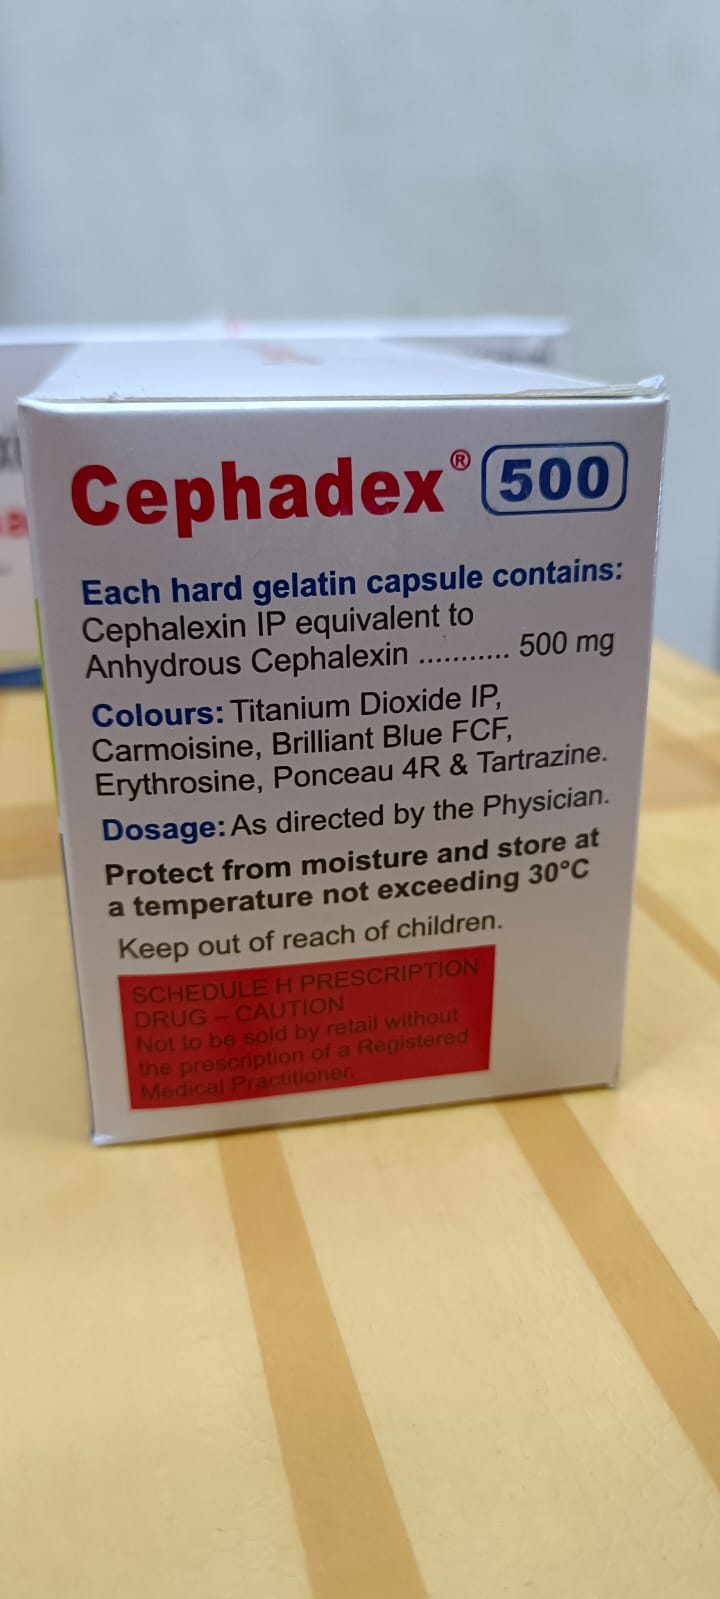 Cephadex® 500
Each hard gelatin capsule contains:
Cephalexin IP equivalent to
Anhydrous Cephalexin ........... 500 mg
Colours: Titanium Dioxide IP,
Carmoisine, Brilliant Blue FCF,
Erythrosine, Ponceau 4R & Tartrazine.
Dosage: As directed by the Physician.
Protect from moisture and store at
a temperature not exceeding 30°C
Keep out of reach of children.
SCHEDULE H PRESCRIPTION
DRUG – CAUTION
Not to be sold by retail without
the prescription of a Registered
Medical Practitioner.